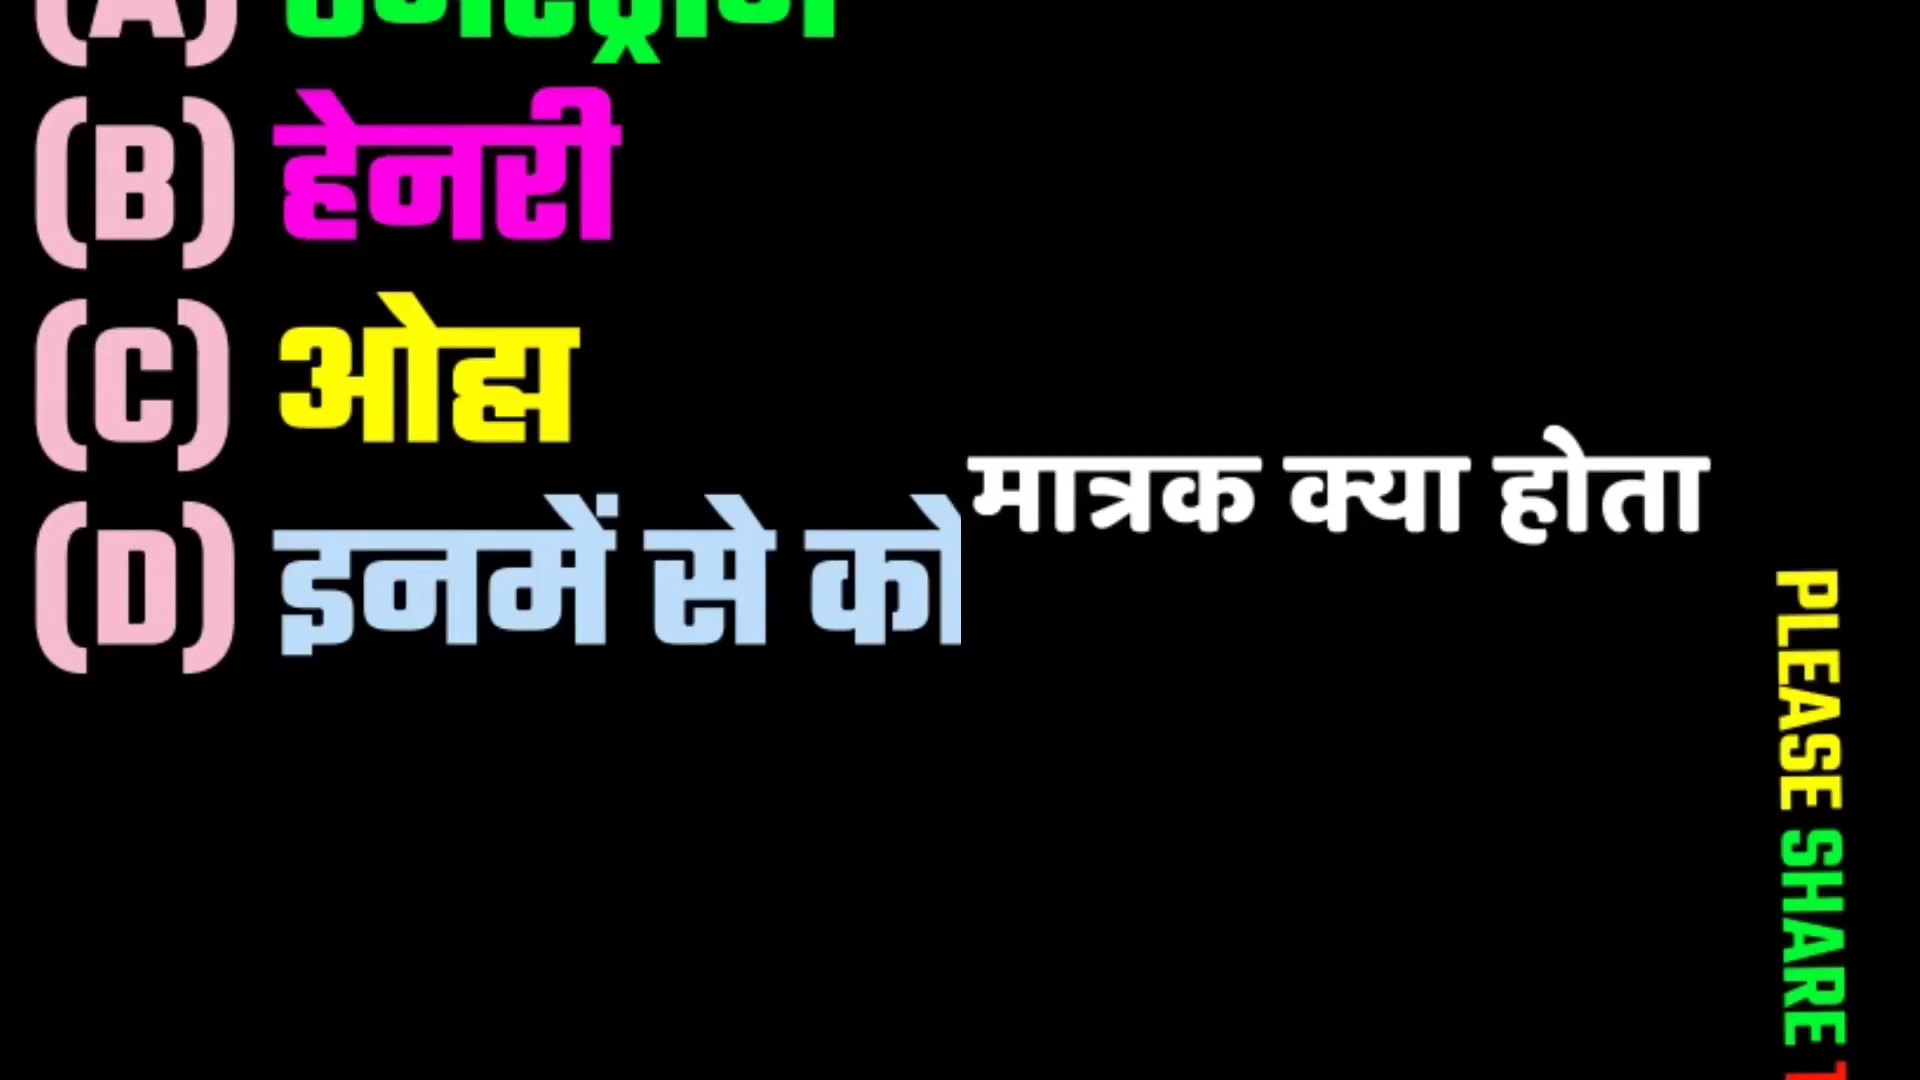 (A)
(B) हेनरी
(C) ओह्म
(D) इनमें से को
मात्रक क्या होता
PLEASE SHARE